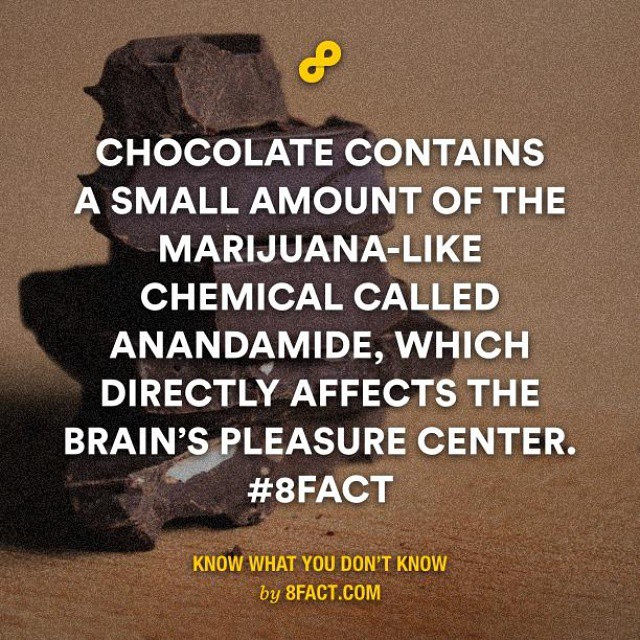 CHOCOLATE CONTAINS
A SMALL AMOUNT OF THE
MARIJUANA-LIKE
CHEMICAL CALLED
ANANDAMIDE, WHICH
DIRECTLY AFFECTS THE
BRAIN'S PLEASURE CENTER.
#8FACT
KNOW WHAT YOU DON'T KNOW
by 8FACT.COM